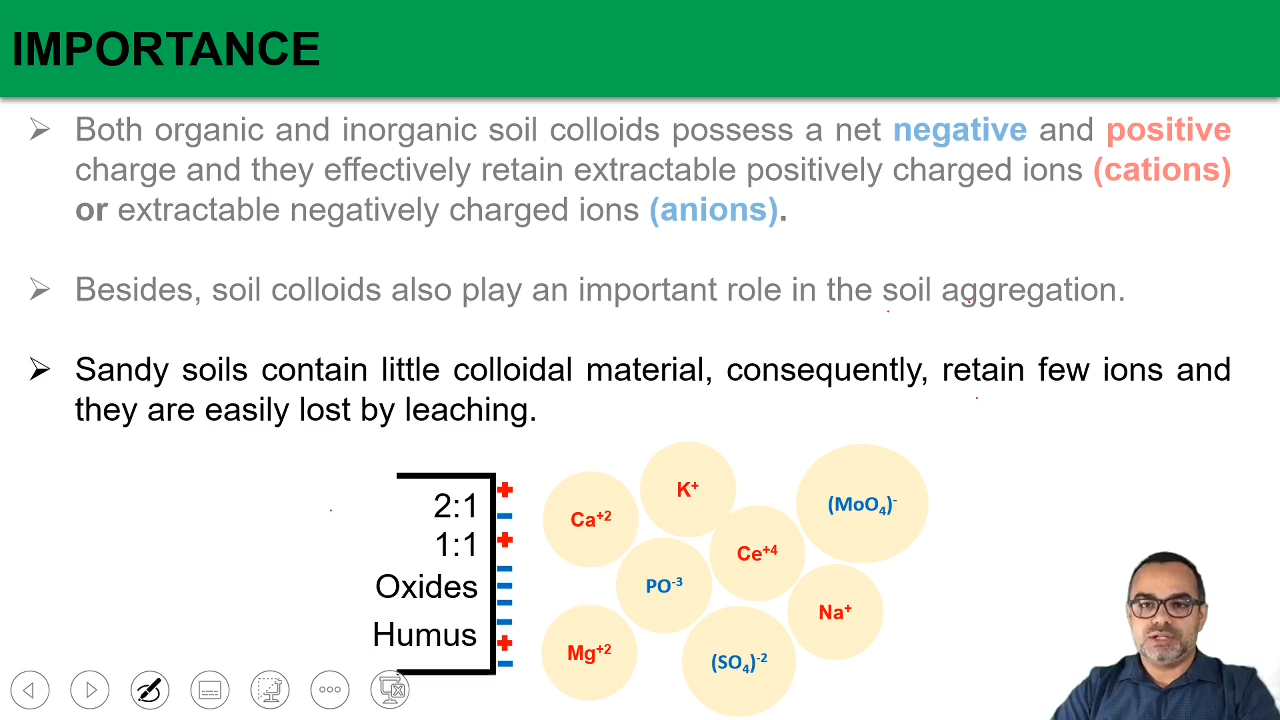 IMPORTANCE
➢ Both organic and inorganic soil colloids possess a net negative and positive
charge and they effectively retain extractable positively charged ions (cations)
or extractable negatively charged ions (anions).
➢ Besides, soil colloids also play an important role in the soil aggregation.
➢ Sandy soils contain little colloidal material, consequently, retain few ions and
they are easily lost by leaching.
2:1
1:1
Oxides
Humus
Ca⁺²
K⁺
(MoO₄)⁻
Ce⁺⁴
PO⁻³
Na⁺
Mg⁺²
(SO₄)⁻²